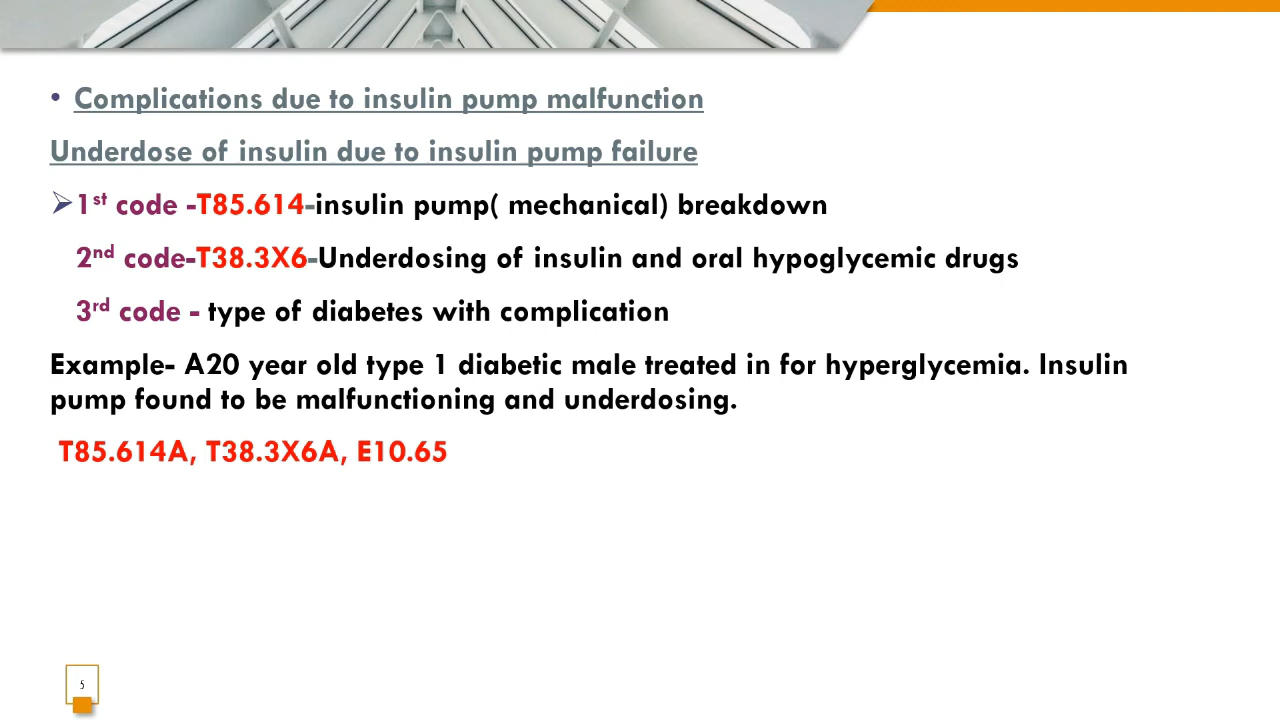 • Complications due to insulin pump malfunction
Underdose of insulin due to insulin pump failure
➢1st code -T85.614-insulin pump( mechanical) breakdown
2nd code-T38.3X6-Underdosing of insulin and oral hypoglycemic drugs
3rd code - type of diabetes with complication
Example- A20 year old type 1 diabetic male treated in for hyperglycemia. Insulin
pump found to be malfunctioning and underdosing.
T85.614A, T38.3X6A, E10.65
5